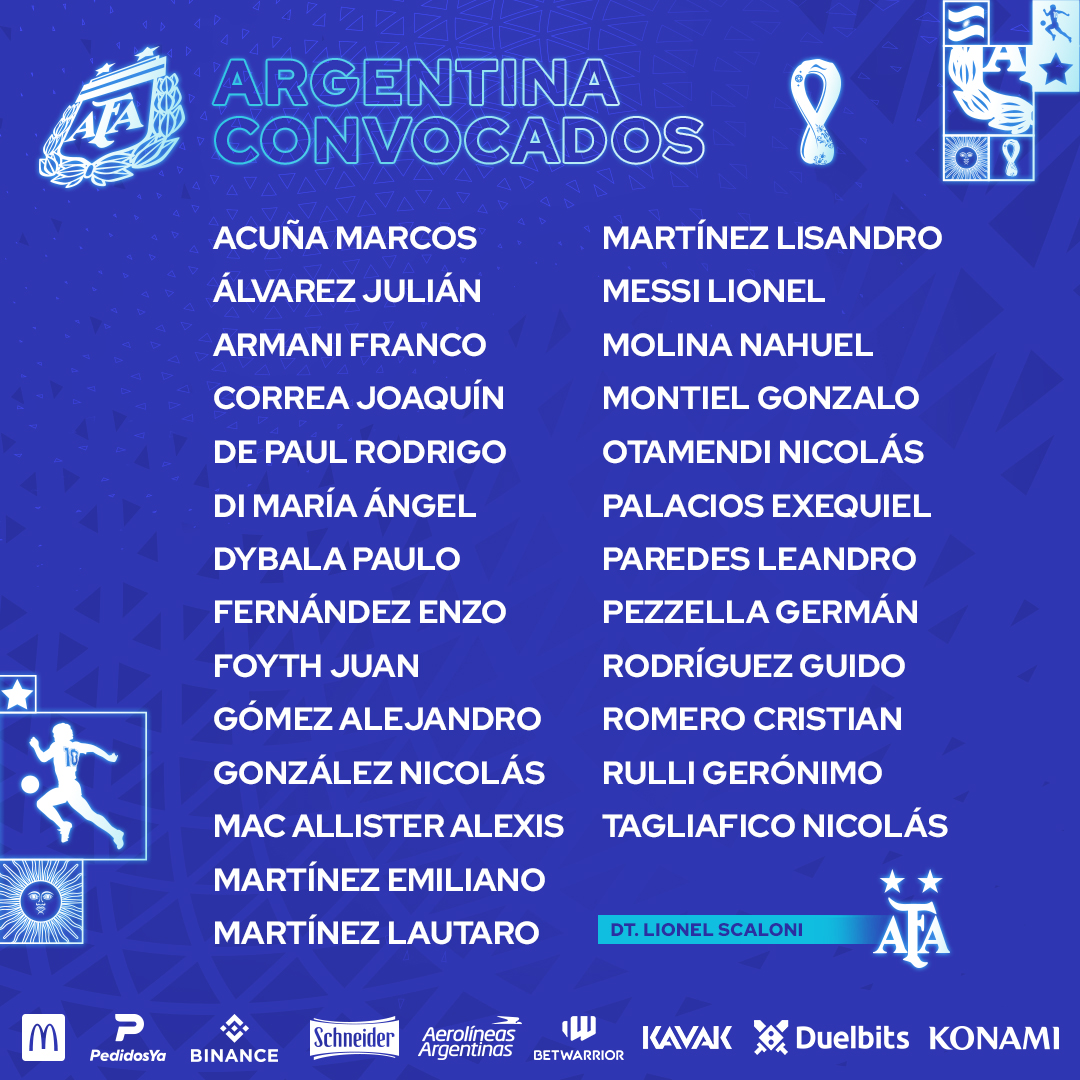 AFA
ARGENTINA
CONVOCADOS
AFA
ACUÑA MARCOS
ÁLVAREZ JULIÁN
ARMANI FRANCO
CORREA JOAQUÍN
DE PAUL RODRIGO
DI MARÍA ÁNGEL
DYBALA PAULO
FERNÁNDEZ ENZO
FOYTH JUAN
GÓMEZ ALEJANDRO
GONZÁLEZ NICOLÁS
MAC ALLISTER ALEXIS
MARTÍNEZ EMILIANO
MARTÍNEZ LAUTARO
MARTÍNEZ LISANDRO
MESSI LIONEL
MOLINA NAHUEL
MONTIEL GONZALO
OTAMENDI NICOLÁS
PALACIOS EXEQUIEL
PAREDES LEANDRO
PEZZELLA GERMÁN
RODRÍGUEZ GUIDO
ROMERO CRISTIAN
RULLI GERÓNIMO
TAGLIAFICO NICOLÁS
10
DT. LIONEL SCALONI
AFA
M
PedidosYa
BINANCE
Schneider
Aerolíneas
Argentinas
BETWARRIOR
KAVAK
Duelbits
KONAMI